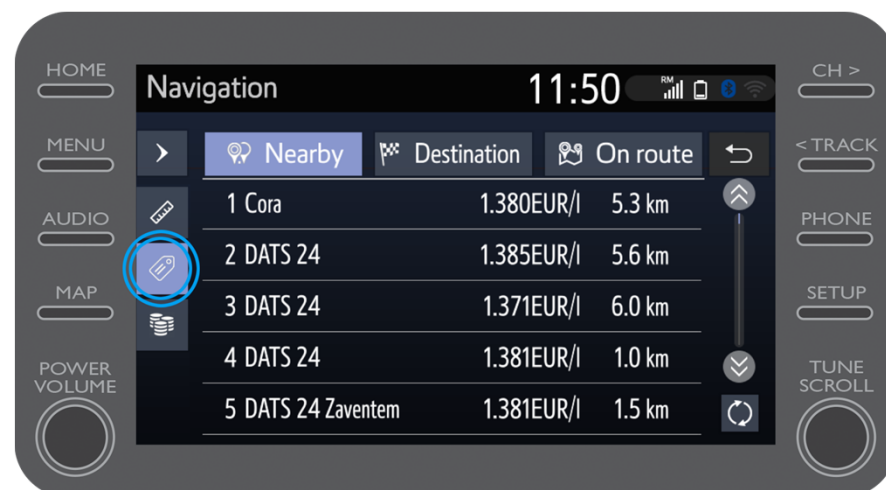 HOME
CH >
Navigation 11:50 RM
MENU
< TRACK
Nearby Destination On route
AUDIO
PHONE
1 Cora 1.380EUR/l 5.3 km
2 DATS 24 1.385EUR/l 5.6 km
MAP
SETUP
3 DATS 24 1.371EUR/l 6.0 km
4 DATS 24 1.381EUR/l 1.0 km
POWER
VOLUME
TUNE
SCROLL
5 DATS 24 Zaventem 1.381EUR/l 1.5 km